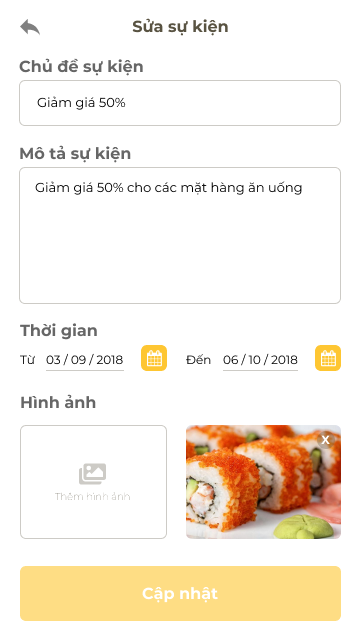 Sửa sự kiện
Chủ đề sự kiện
Giảm giá 50%
Mô tả sự kiện
Giảm giá 50% cho các mặt hàng ăn uống
Thời gian
Từ 03 / 09 / 2018 Đến 06 / 10 / 2018
Hình ảnh
X
Thêm hình ảnh
Cập nhật